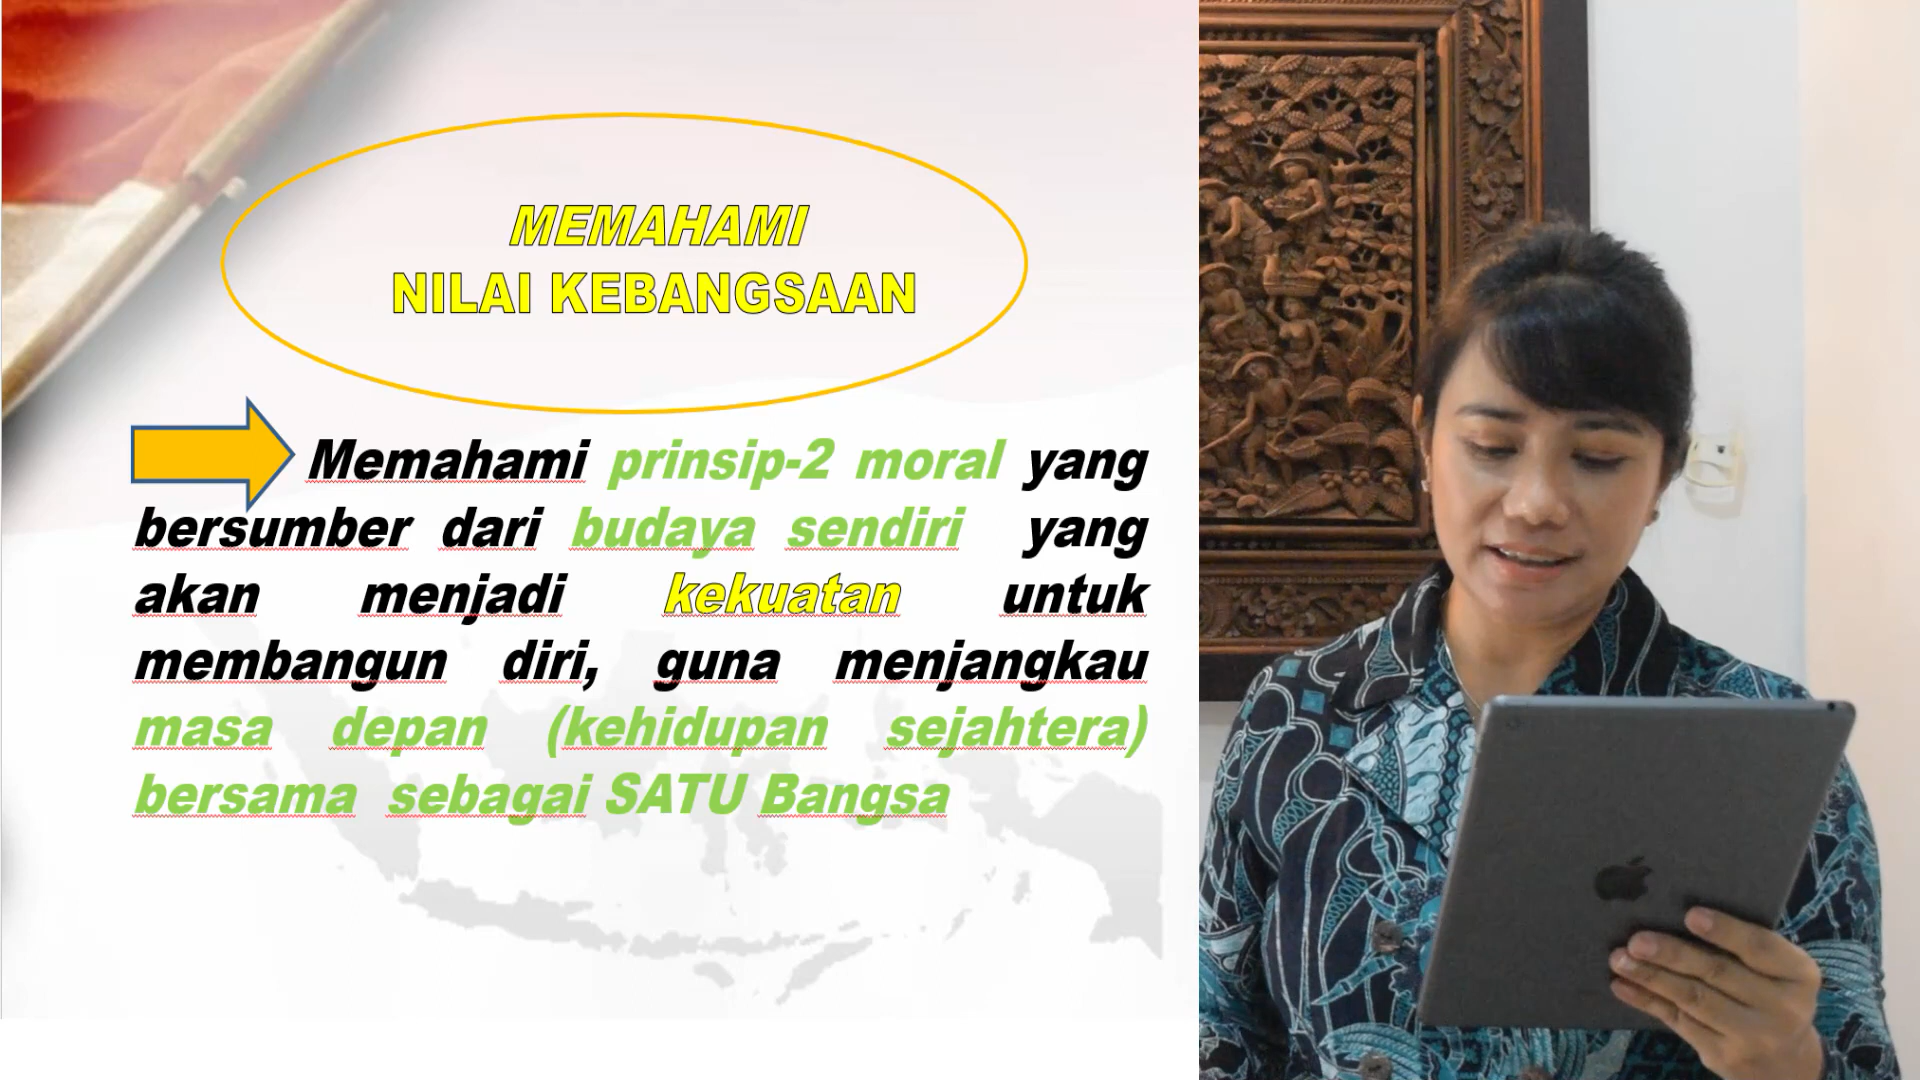 MEMAHAMI
NILAI KEBANGSAAN
Memahami prinsip-2 moral yang
bersumber dari budaya sendiri yang
akan menjadi kekuatan untuk
membangun diri, guna menjangkau
masa depan (kehidupan sejahtera)
bersama sebagai SATU Bangsa